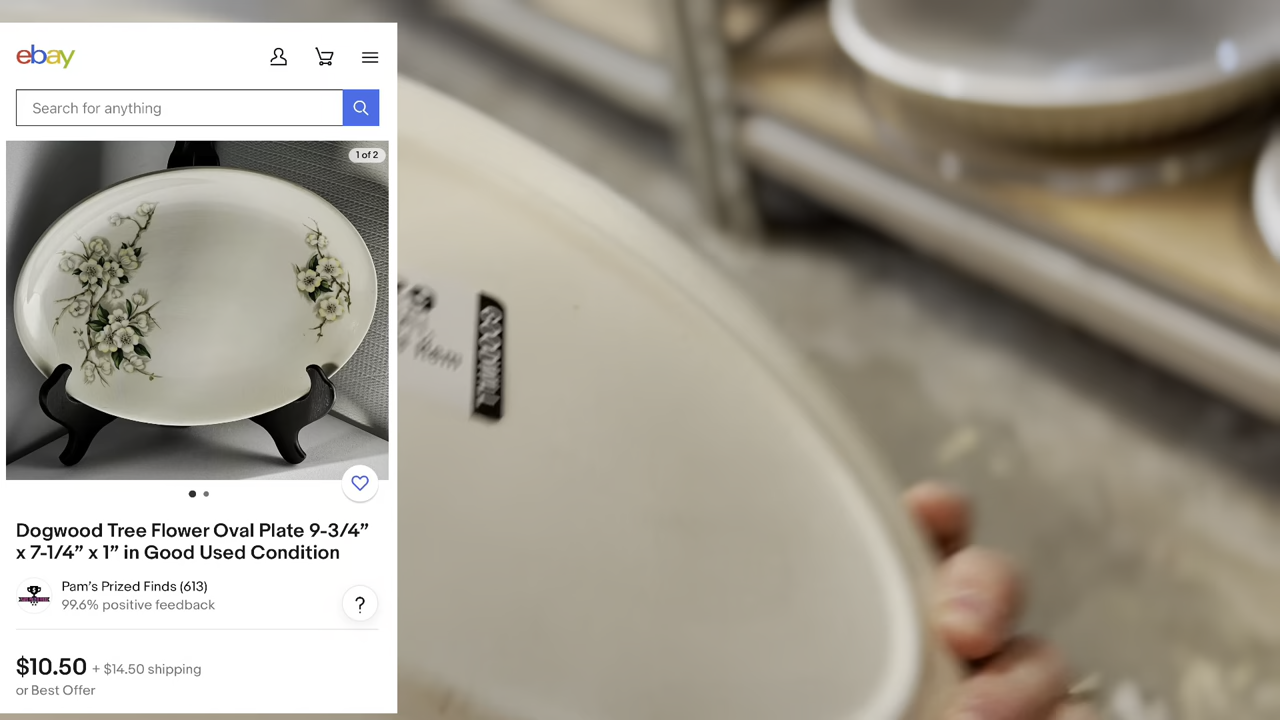 ebay
Search for anything
1 of 2
Dogwood Tree Flower Oval Plate 9-3/4”
x 7-1/4” x 1” in Good Used Condition
Pam's Prized Finds (613)
99.6% positive feedback
?
$10.50 + $14.50 shipping
or Best Offer
GOODWILL